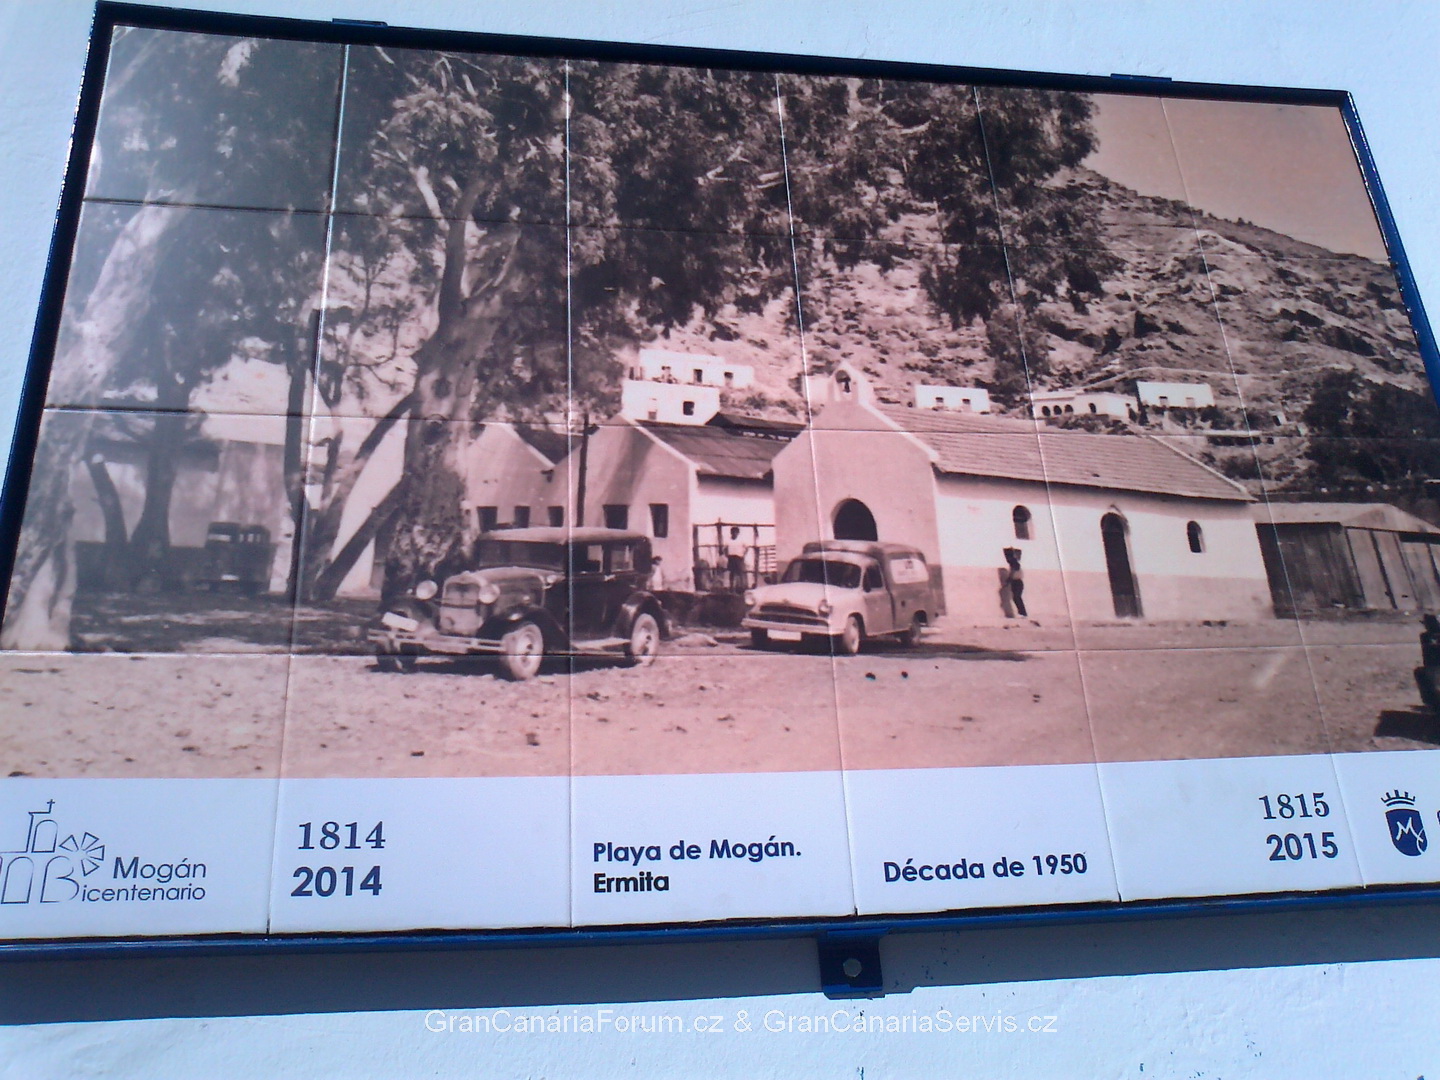 Mogán
Bicentenario
1814
2014
Playa de Mogán.
Ermita
Década de 1950
1815
2015
GranCanariaForum.cz & GranCanariaServis.cz